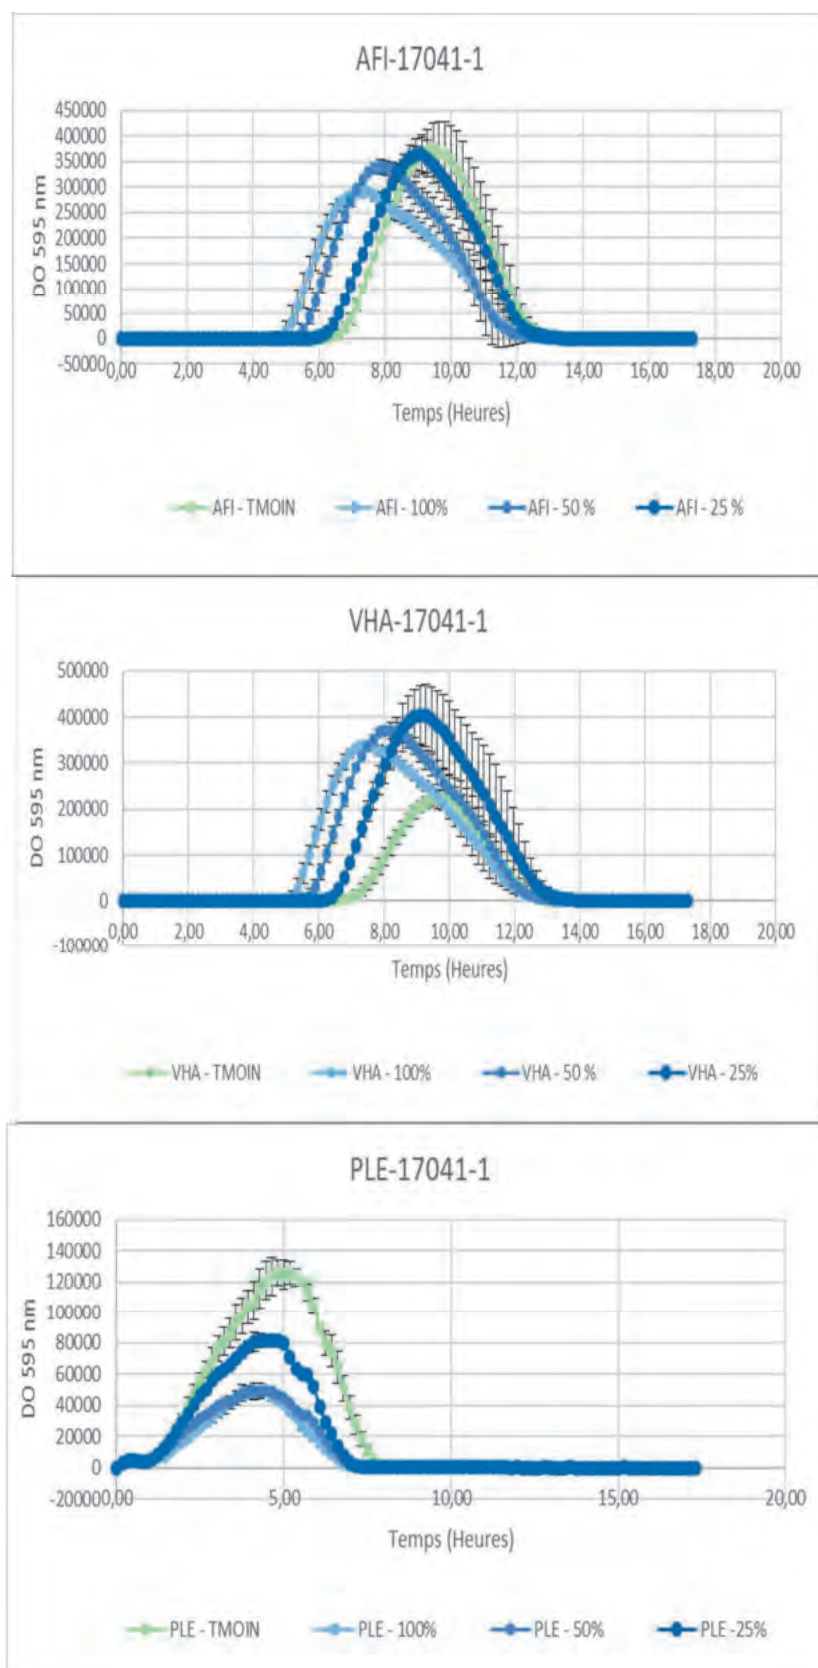 AFI-17041-1
450000
400000
350000
300000
250000
200000
150000
100000
50000
0
-50000
0,00 2,00 4,00 6,00 8,00 10,00 12,00 14,00 16,00 18,00 20,00
DO 595 nm
Temps (Heures)
AFI - TMOIN AFI - 100% AFI - 50 % AFI - 25 %
VHA-17041-1
500000
400000
300000
200000
100000
0
-100000
0,00 2,00 4,00 6,00 8,00 10,00 12,00 14,00 16,00 18,00 20,00
DO 595 nm
Temps (Heures)
VHA - TMOIN VHA - 100% VHA - 50 % VHA - 25%
PLE-17041-1
160000
140000
120000
100000
80000
60000
40000
20000
0
-20000
0,00 5,00 10,00 15,00 20,00
DO 595 nm
Temps (Heures)
PLE - TMOIN PLE - 100% PLE - 50% PLE -25%